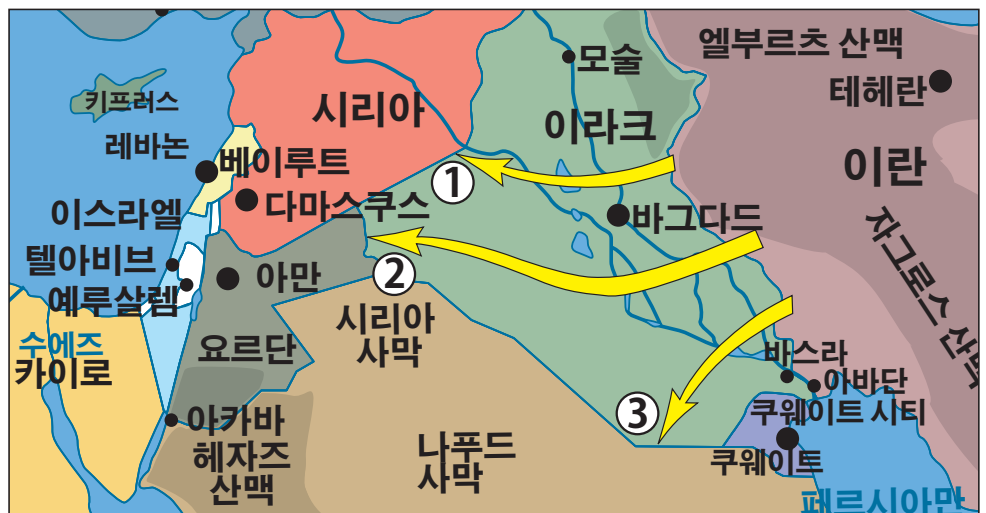 엘부르츠 산맥
모술
테헤란
키프러스
시리아
이라크
레바논
베이루트
이란
1
다마스쿠스
바그다드
이스라엘
자그로스 산맥
텔아비브
아만
2
예루살렘
시리아
사막
수에즈
카이로
요르단
바스라
아바단
3
쿠웨이트 시티
아카바
헤자즈
산맥
나푸드
사막
쿠웨이트
페르시아만